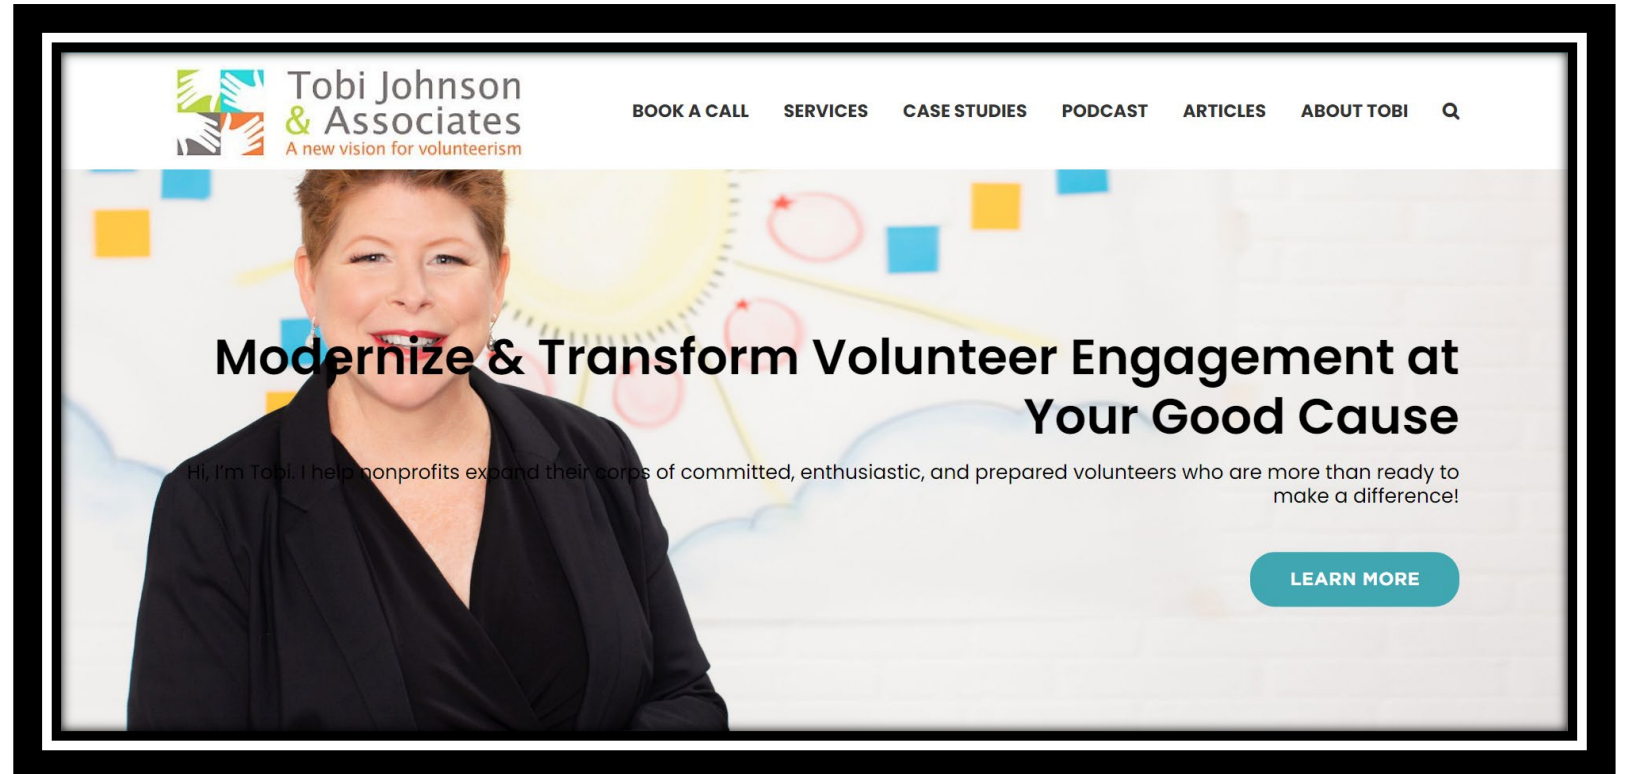 Tobi Johnson
& Associates
A new vision for volunteerism
BOOK A CALL SERVICES CASE STUDIES PODCAST ARTICLES ABOUT TOBI
Modernize & Transform Volunteer Engagement at
Your Good Cause
Hi, I'm Tobi. I help nonprofits expand their corps of committed, enthusiastic, and prepared volunteers who are more than ready to
make a difference!
LEARN MORE